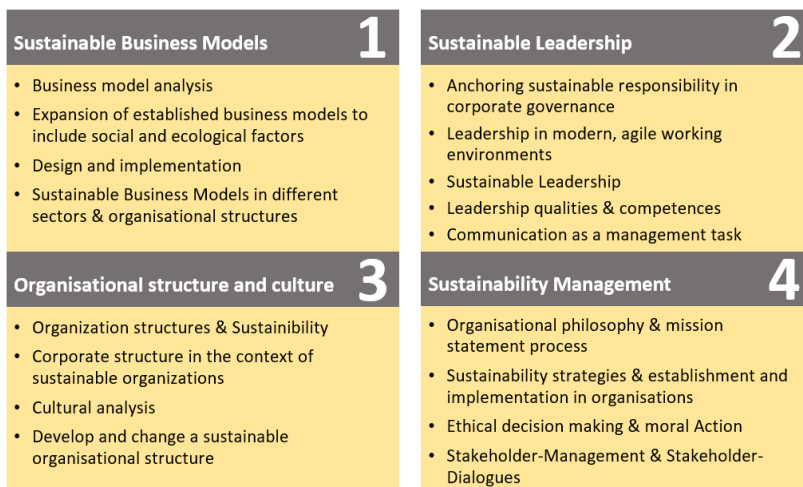 Sustainable Business Models 1
• Business model analysis
• Expansion of established business models to
include social and ecological factors
• Design and implementation
• Sustainable Business Models in different
sectors & organisational structures
Sustainable Leadership 2
• Anchoring sustainable responsibility in
corporate governance
• Leadership in modern, agile working
environments
• Sustainable Leadership
• Leadership qualities & competences
• Communication as a management task
Organisational structure and culture 3
• Organization structures & Sustainibility
• Corporate structure in the context of
sustainable organizations
• Cultural analysis
• Develop and change a sustainable
organisational structure
Sustainability Management 4
• Organisational philosophy & mission
statement process
• Sustainability strategies & establishment and
implementation in organisations
• Ethical decision making & moral Action
• Stakeholder-Management & Stakeholder-
Dialogues